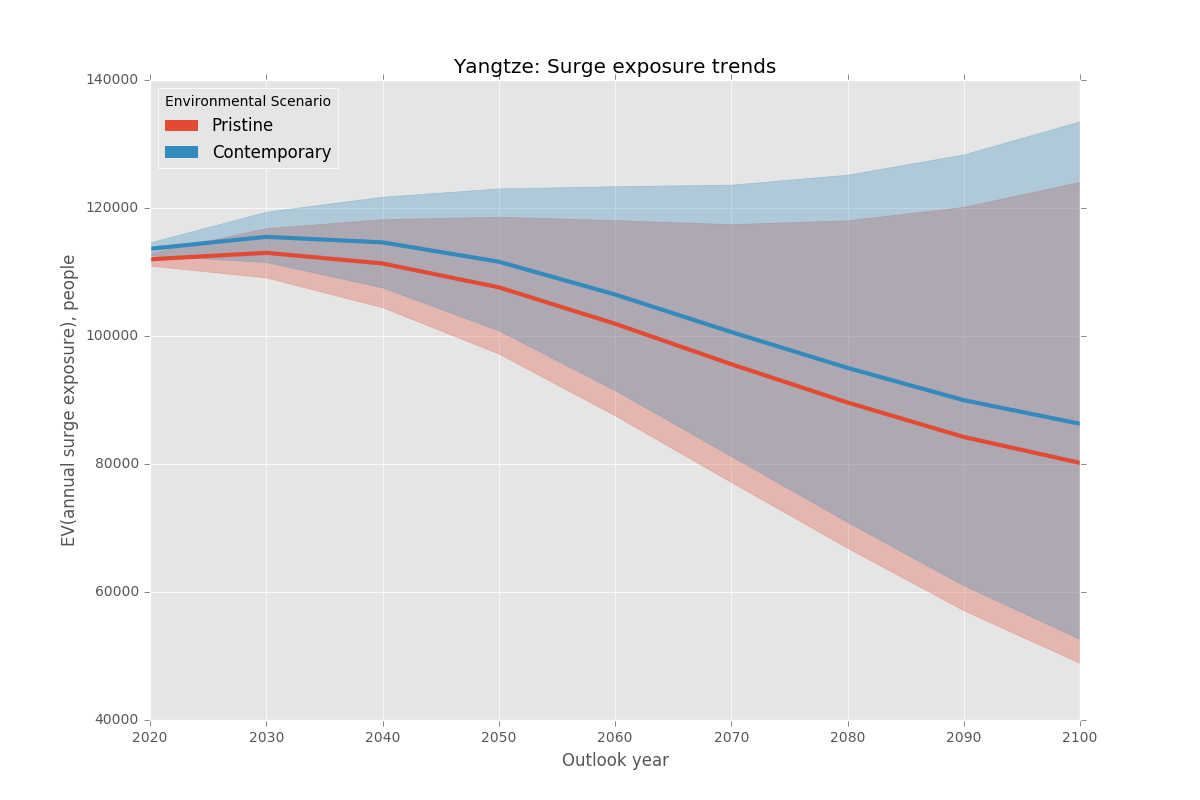 Yangtze: Surge exposure trends
Environmental Scenario
Pristine
Contemporary
EV(annual surge exposure), people
140000
120000
100000
80000
60000
40000
2020 2030 2040 2050 2060 2070 2080 2090 2100
Outlook year